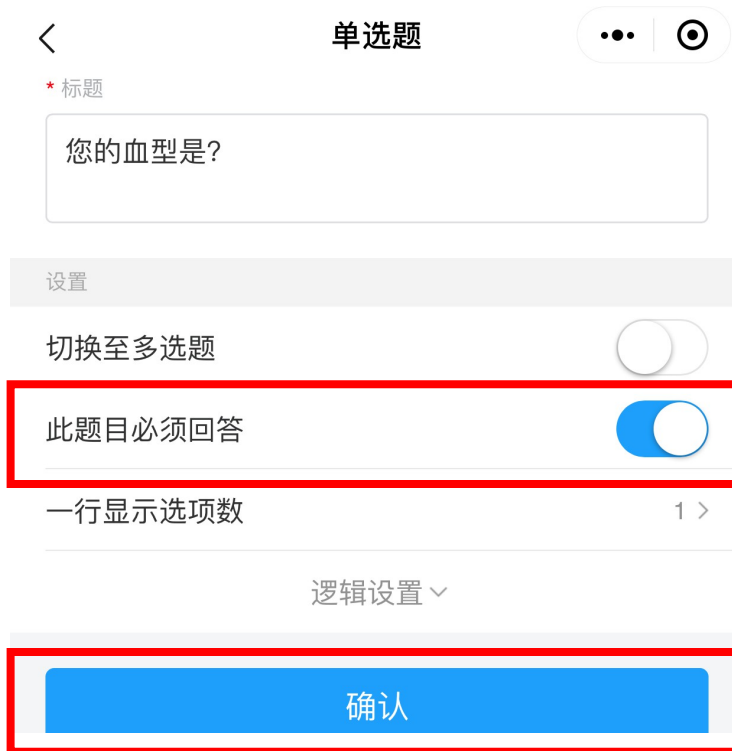 单选题
* 标题
您的血型是?
设置
切换至多选题
此题目必须回答
一行显示选项数 1
逻辑设置
确认